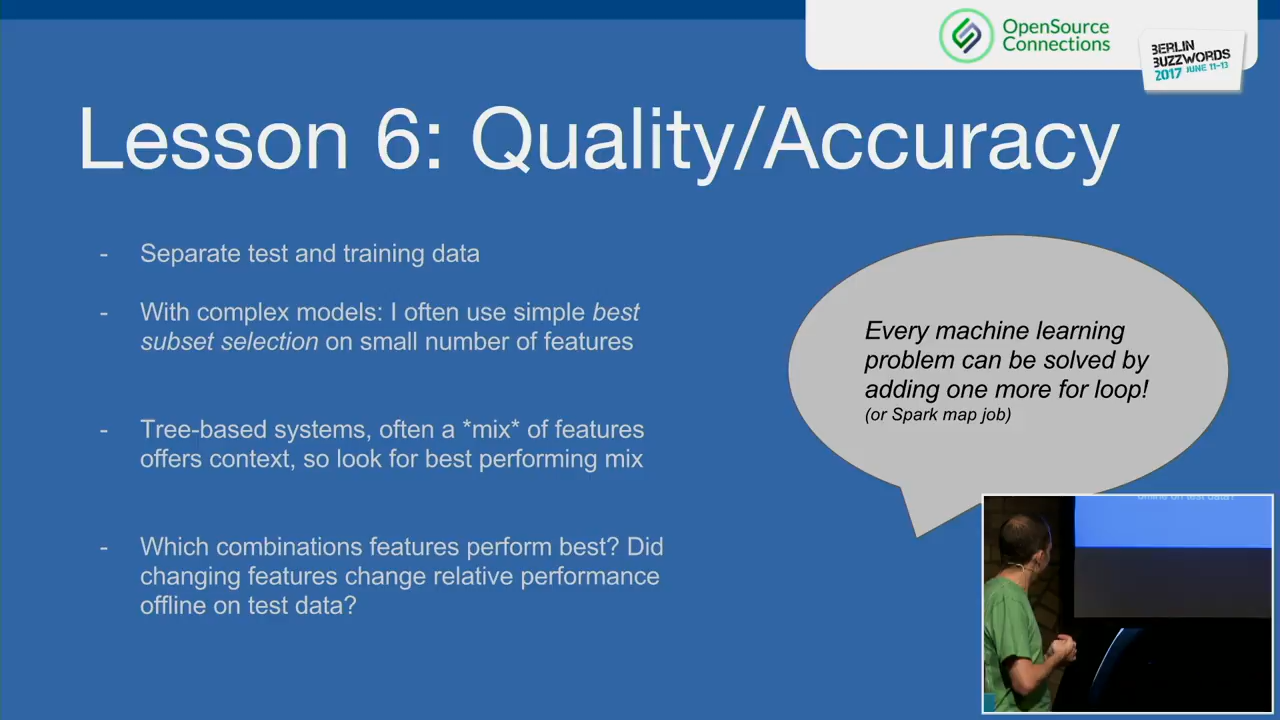 OpenSource
Connections
BERLIN
BUZZWORDS
2017 JUNE 11-13
Lesson 6: Quality/Accuracy
- Separate test and training data
- With complex models: I often use simple best
subset selection on small number of features
- Tree-based systems, often a *mix* of features
offers context, so look for best performing mix
- Which combinations features perform best? Did
changing features change relative performance
offline on test data?
Every machine learning
problem can be solved by
adding one more for loop!
(or Spark map job)
offline on test data?